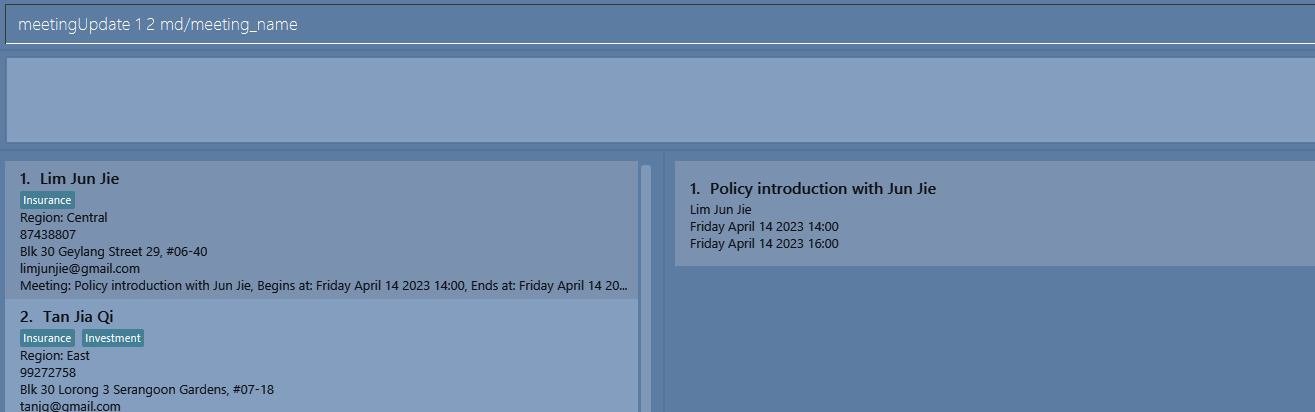 meetingUpdate 1 2 md/meeting_name
1. Lim Jun Jie
Insurance
Region: Central
87438807
Blk 30 Geylang Street 29, #06-40
limjunjie@gmail.com
Meeting: Policy introduction with Jun Jie, Begins at: Friday April 14 2023 14:00, Ends at: Friday April 14 20...
2. Tan Jia Qi
Insurance Investment
Region: East
99272758
Blk 30 Lorong 3 Serangoon Gardens, #07-18
tanjq@gmail.com
1. Policy introduction with Jun Jie
Lim Jun Jie
Friday April 14 2023 14:00
Friday April 14 2023 16:00